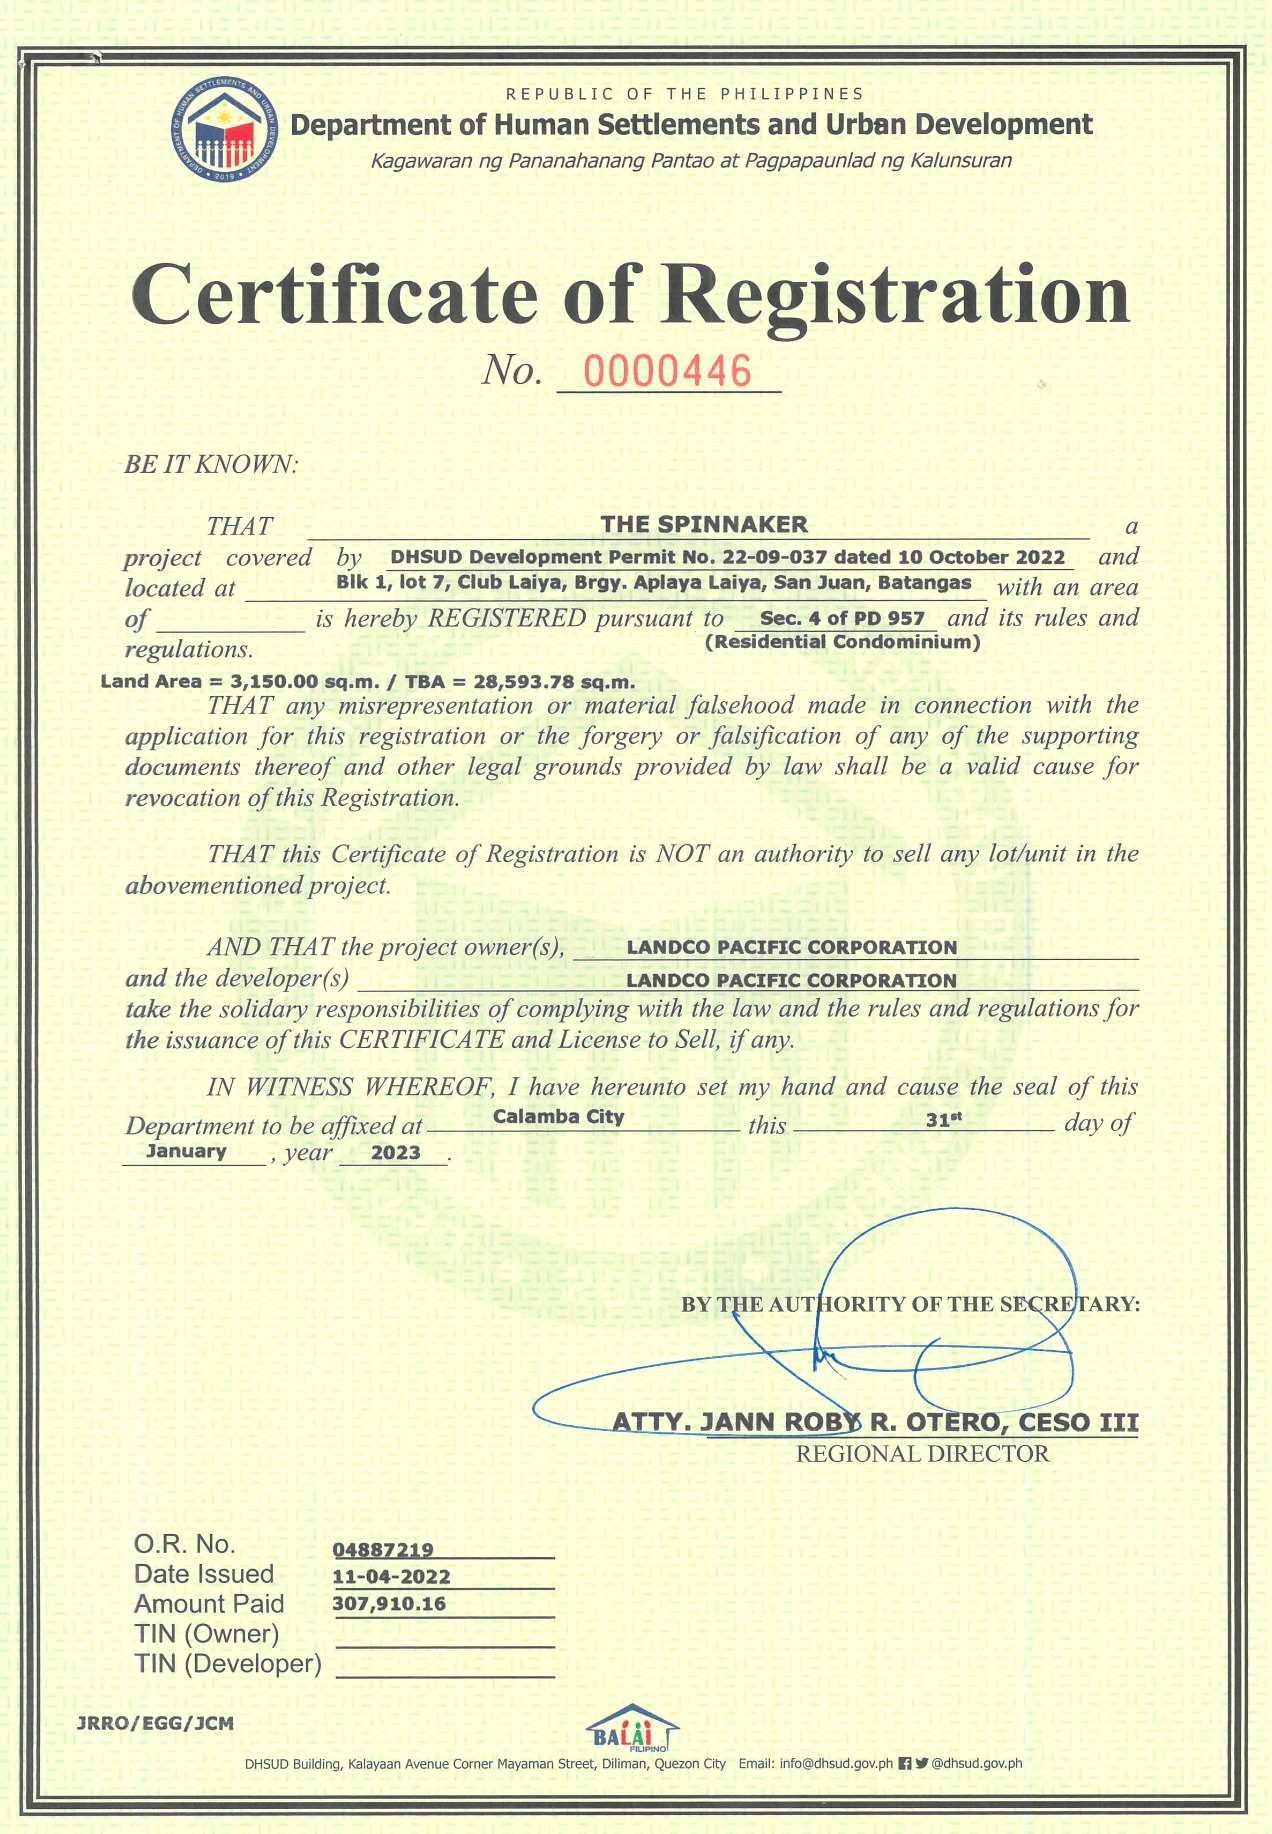 REPUBLIC OF THE PHILIPPINES
Department of Human Settlements and Urban Development
Kagawaran ng Pananahanang Pantao at Pagpapaunlad ng Kalunsuran
DEPARTMENT OF HUMAN SETTLEMENTS AND URBAN DEVELOPMENT
• 2019 •
Certificate of Registration
No. 0000446
BE IT KNOWN:
THAT THE SPINNAKER a
project covered by DHSUD Development Permit No. 22-09-037 dated 10 October 2022 and
located at Blk 1, lot 7, Club Laiya, Brgy. Aplaya Laiya, San Juan, Batangas with an area
of is hereby REGISTERED pursuant to Sec. 4 of PD 957 and its rules and
regulations. (Residential Condominium)
Land Area = 3,150.00 sq.m. / TBA = 28,593.78 sq.m.
THAT any misrepresentation or material falsehood made in connection with the
application for this registration or the forgery or falsification of any of the supporting
documents thereof and other legal grounds provided by law shall be a valid cause for
revocation of this Registration.
THAT this Certificate of Registration is NOT an authority to sell any lot/unit in the
abovementioned project.
AND THAT the project owner(s), LANDCO PACIFIC CORPORATION
and the developer(s) LANDCO PACIFIC CORPORATION
take the solidary responsibilities of complying with the law and the rules and regulations for
the issuance of this CERTIFICATE and License to Sell, if any.
IN WITNESS WHEREOF, I have hereunto set my hand and cause the seal of this
Department to be affixed at Calamba City this 31st day of
January , year 2023 .
BY THE AUTHORITY OF THE SECRETARY:
ATTY. JANN ROBY R. OTERO, CESO III
REGIONAL DIRECTOR
O.R. No. 04887219
Date Issued 11-04-2022
Amount Paid 307,910.16
TIN (Owner)
TIN (Developer)
JRRO/EGG/JCM
BALAI
FILIPINO
DHSUD Building, Kalayaan Avenue Corner Mayaman Street, Diliman, Quezon City Email: info@dhsud.gov.ph @dhsud.gov.ph